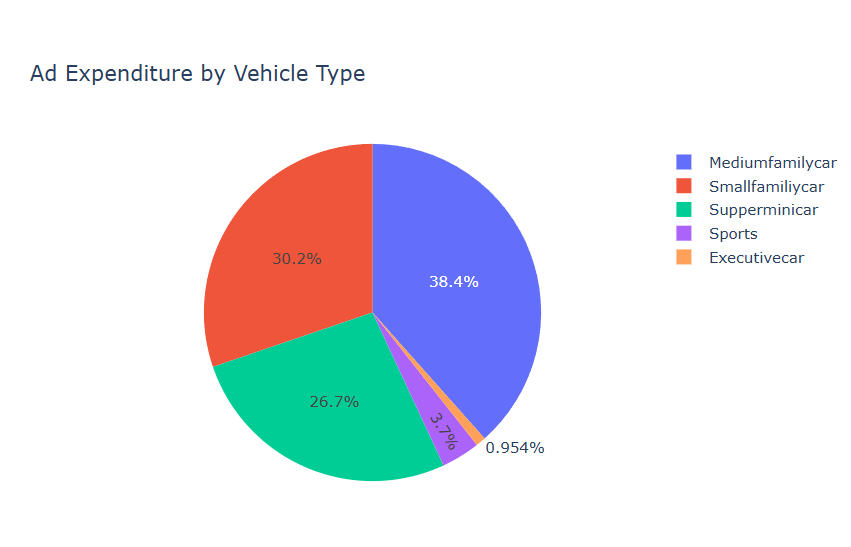 Ad Expenditure by Vehicle Type
Mediumfamilycar
Smallfamiliycar
Supperminicar
Sports
Executivecar
30.2%
38.4%
26.7%
3.7%
0.954%